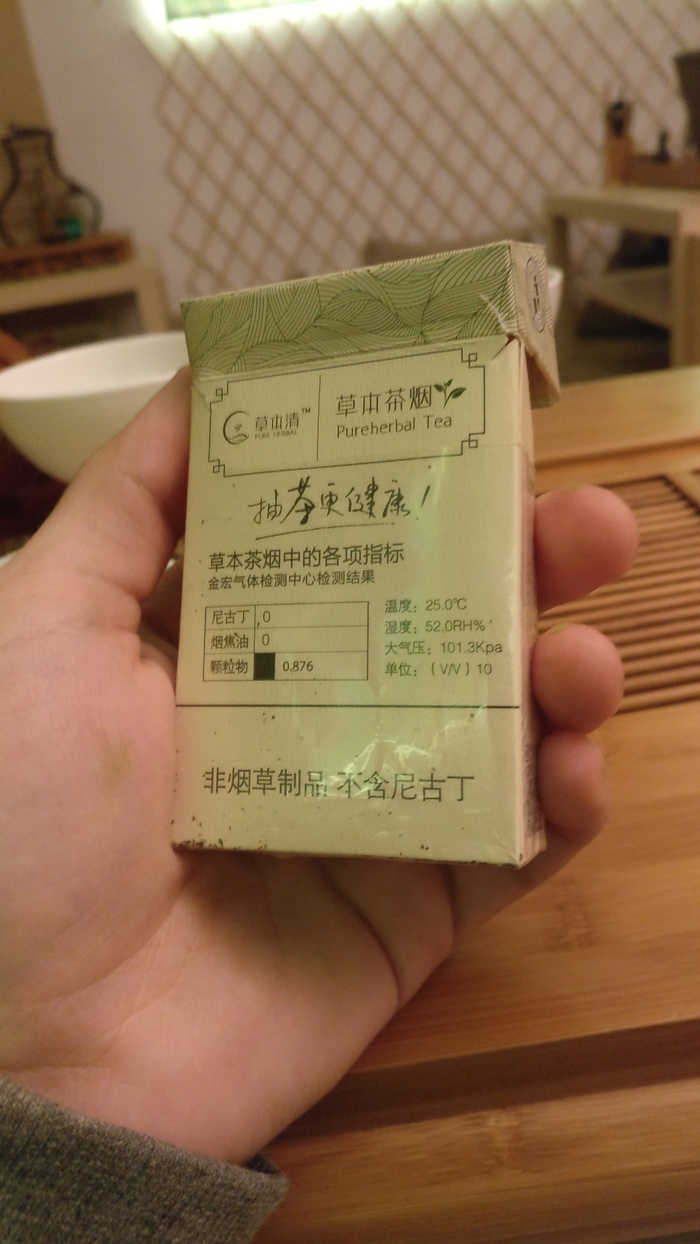 草本清™
PURE HERBAL
草本茶烟
Pureherbal Tea
抽茶更健康！
草本茶烟中的各项指标
金宏气体检测中心检测结果
尼古丁 0
烟焦油 0
颗粒物 0.876
温度：25.0℃
湿度：52.0RH%
大气压：101.3Kpa
单位：（V/V）10
非烟草制品 不含尼古丁